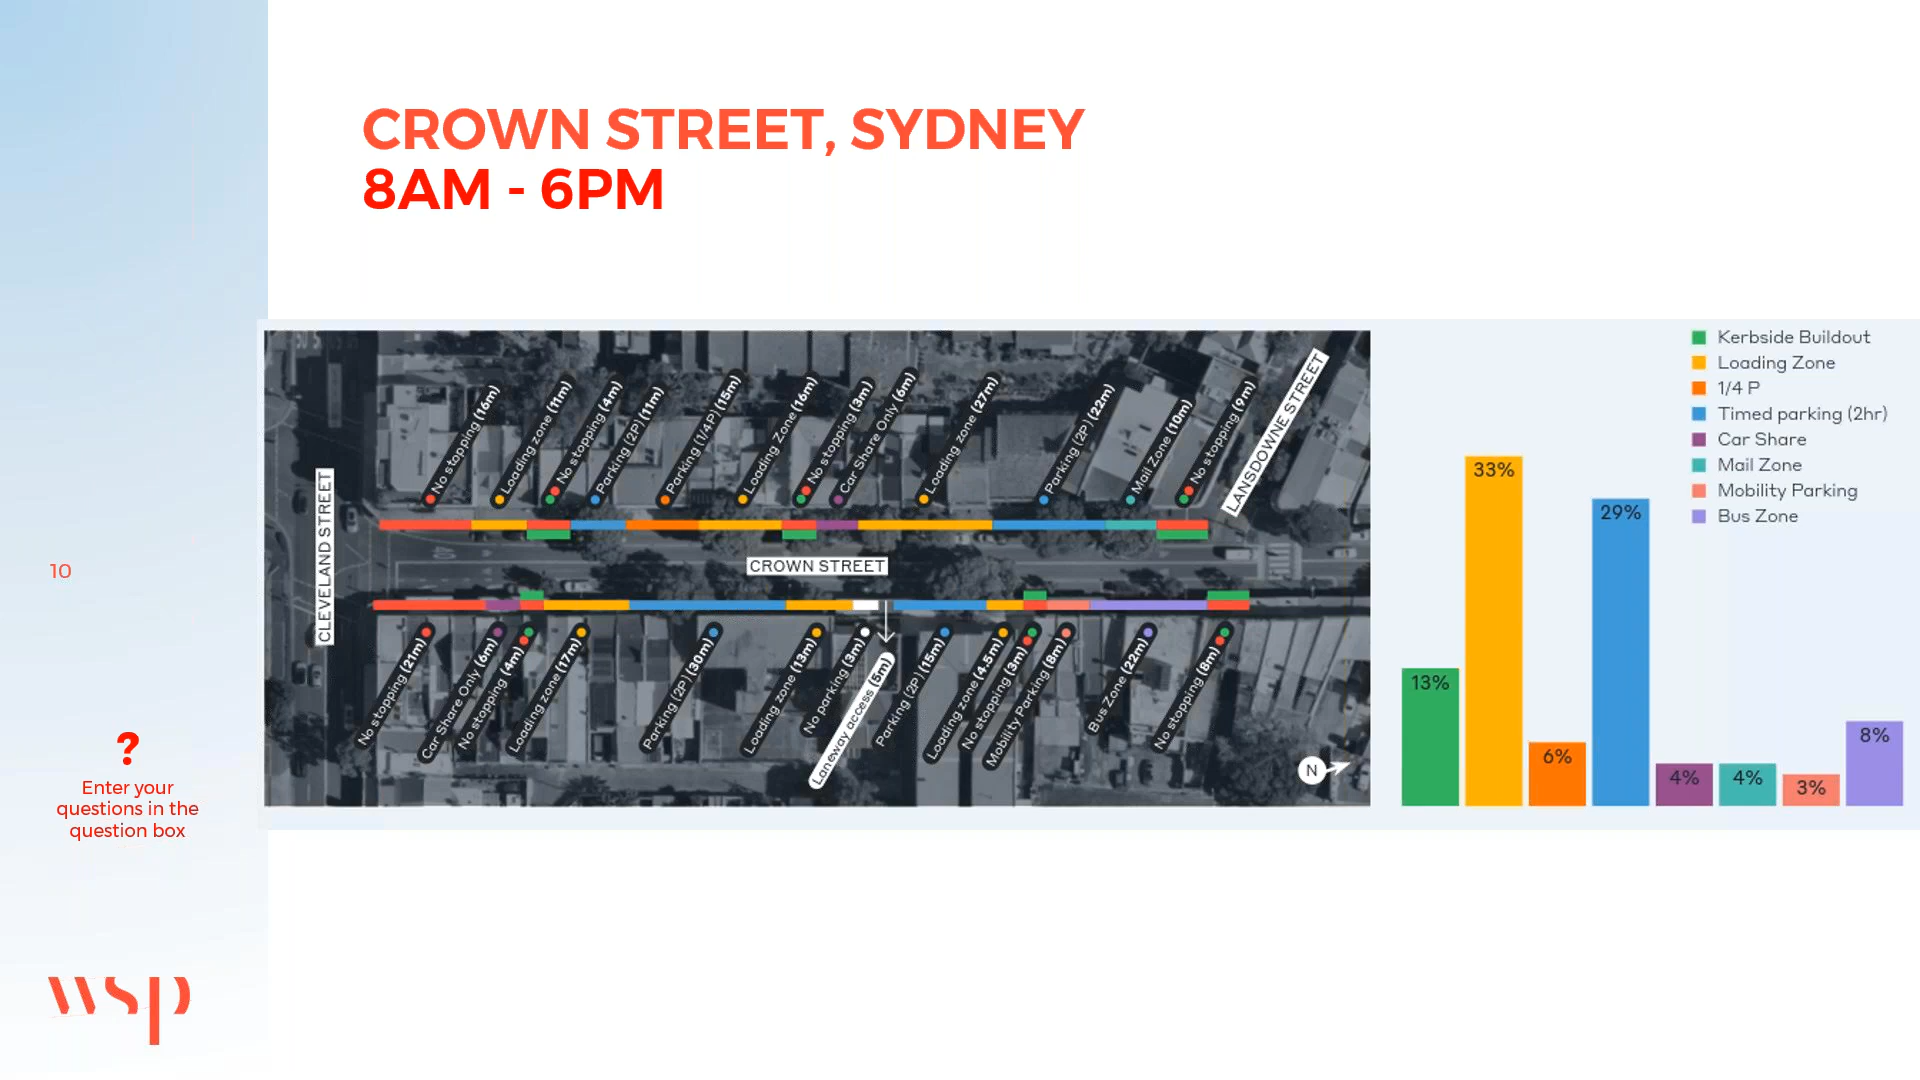 CROWN STREET, SYDNEY
8AM - 6PM
No stopping (16m)
Loading zone (11m)
No stopping (4m)
Parking (2P) (11m)
Parking (1/4P) (15m)
Loading Zone (16m)
No stopping (3m)
Car Share Only (6m)
Loading zone (27m)
Parking (2P) (22m)
Mail Zone (10m)
No stopping (9m)
LANSDOWNE STREET
CLEVELAND STREET
CROWN STREET
No stopping (21m)
Car Share Only (6m)
No stopping (4m)
Loading zone (17m)
Parking (2P) (30m)
Loading zone (13m)
No parking (3m)
Laneway access (5m)
Parking (2P) (15m)
Loading zone (4.5m)
No stopping (3m)
Mobility Parking (8m)
Bus Zone (22m)
No stopping (8m)
N
Kerbside Buildout
Loading Zone
1/4 P
Timed parking (2hr)
Car Share
Mail Zone
Mobility Parking
Bus Zone
13%
33%
6%
29%
4%
4%
3%
8%
10
?
Enter your
questions in the
question box
wsp